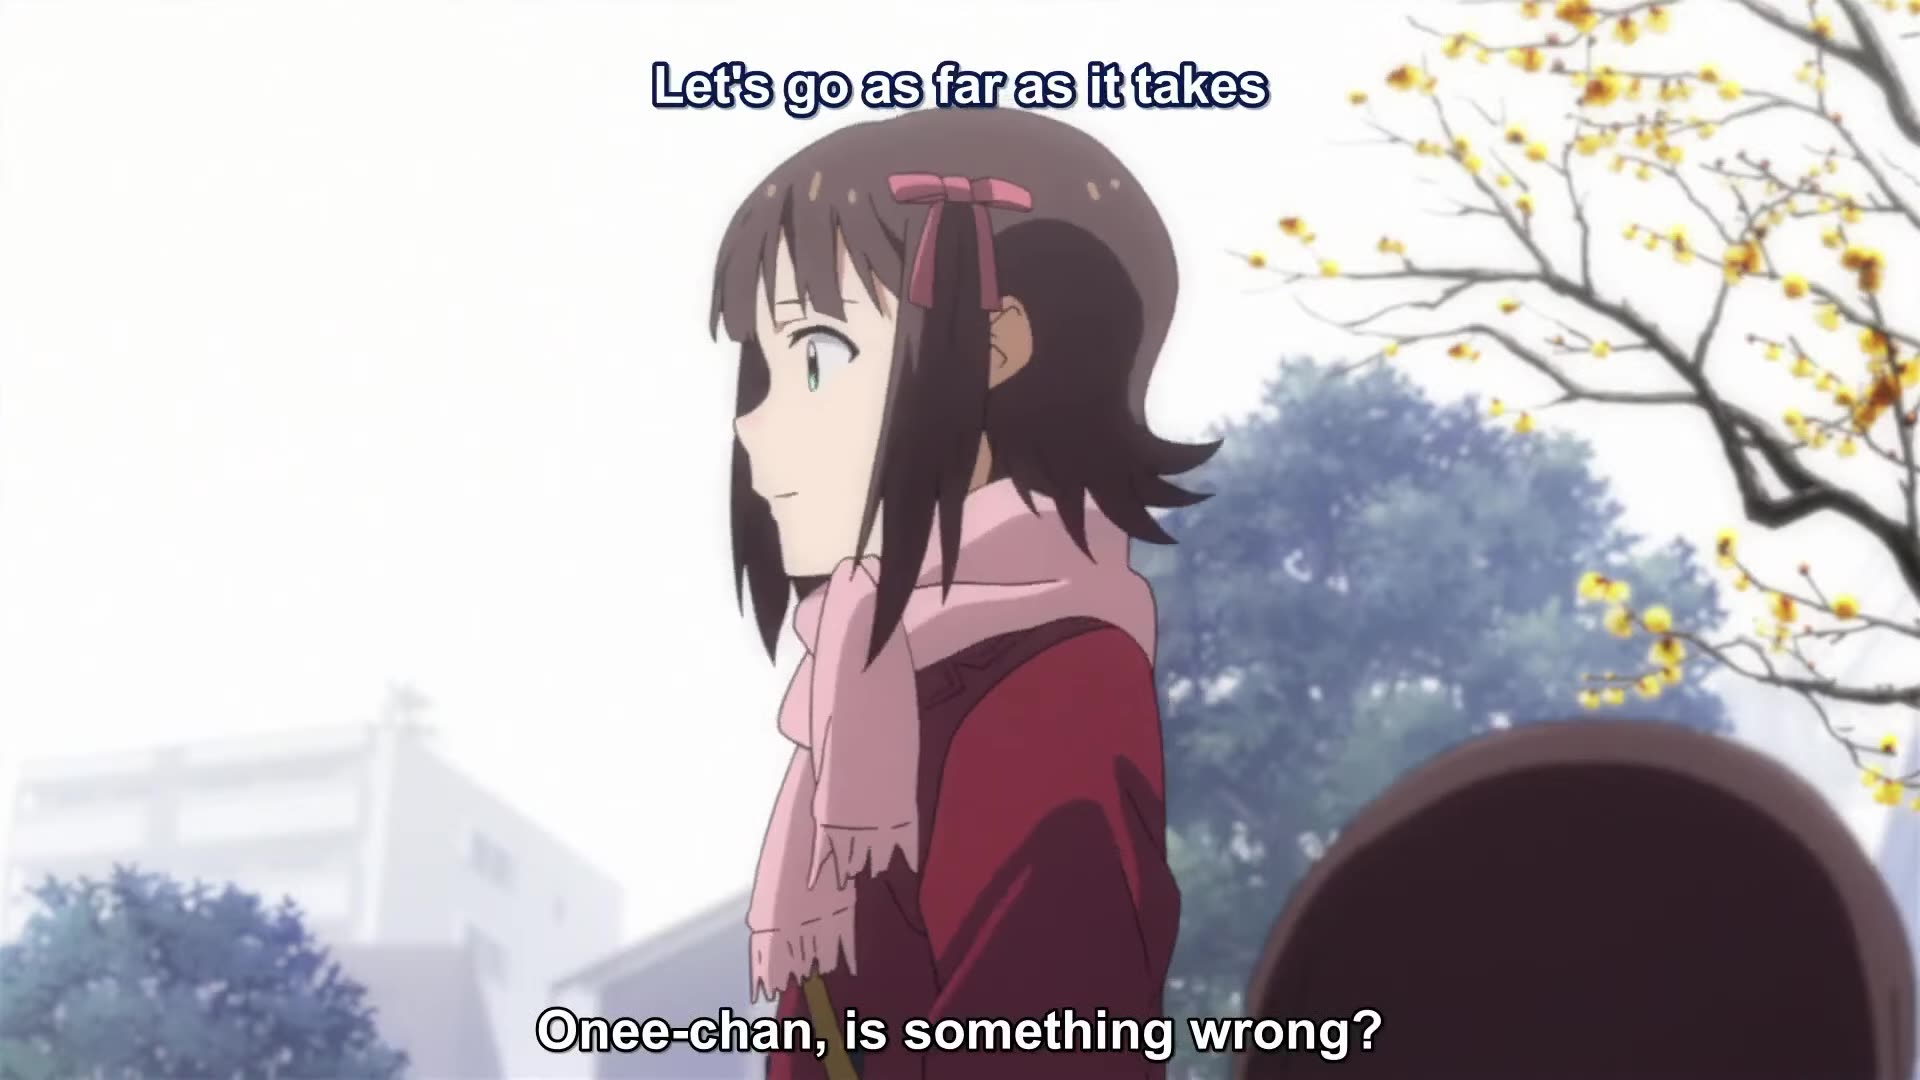 Let's go as far as it takes
Onee-chan, is something wrong?